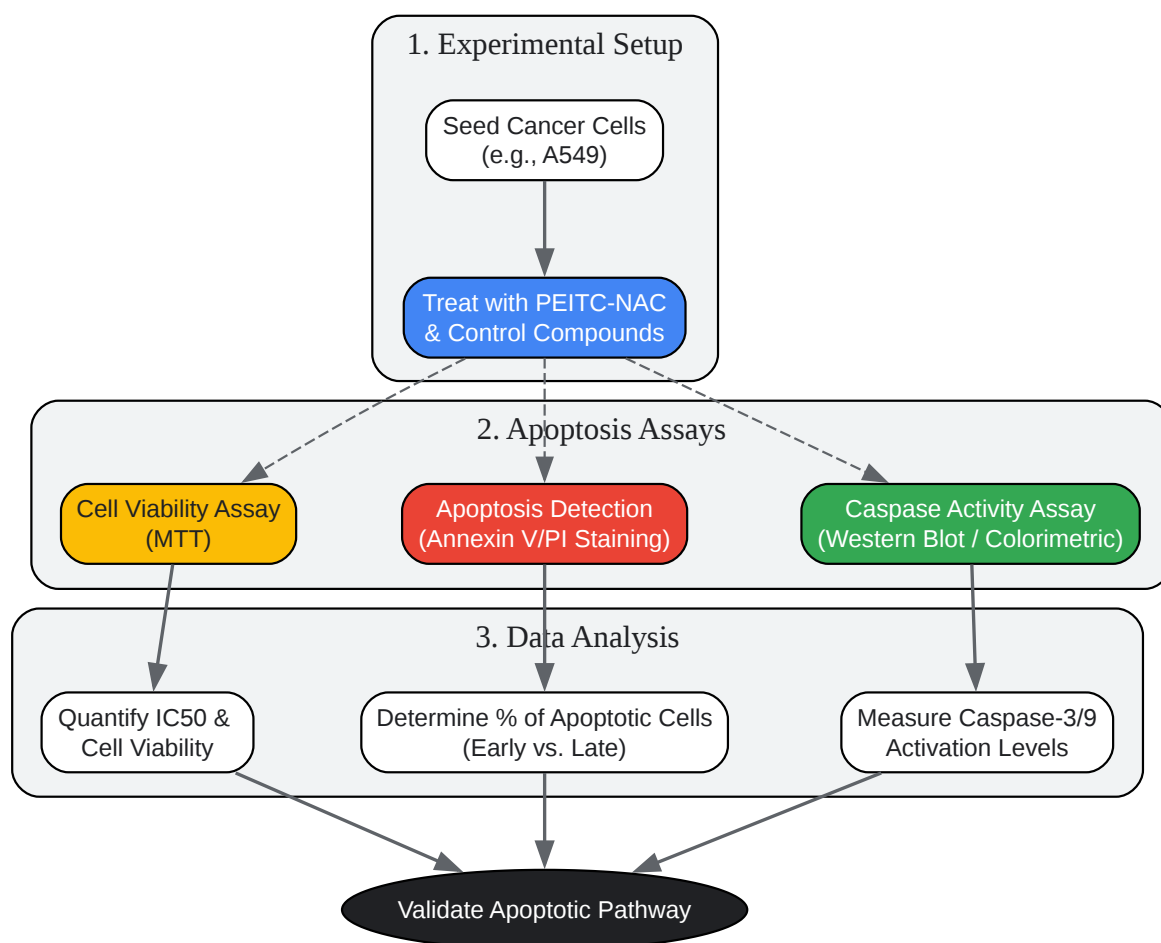 1. Experimental Setup
Seed Cancer Cells
(e.g., A549)
Treat with PEITC-NAC
& Control Compounds
2. Apoptosis Assays
Cell Viability Assay
(MTT)
Apoptosis Detection
(Annexin V/PI Staining)
Caspase Activity Assay
(Western Blot / Colorimetric)
3. Data Analysis
Quantify IC50 &
Cell Viability
Determine % of Apoptotic Cells
(Early vs. Late)
Measure Caspase-3/9
Activation Levels
Validate Apoptotic Pathway